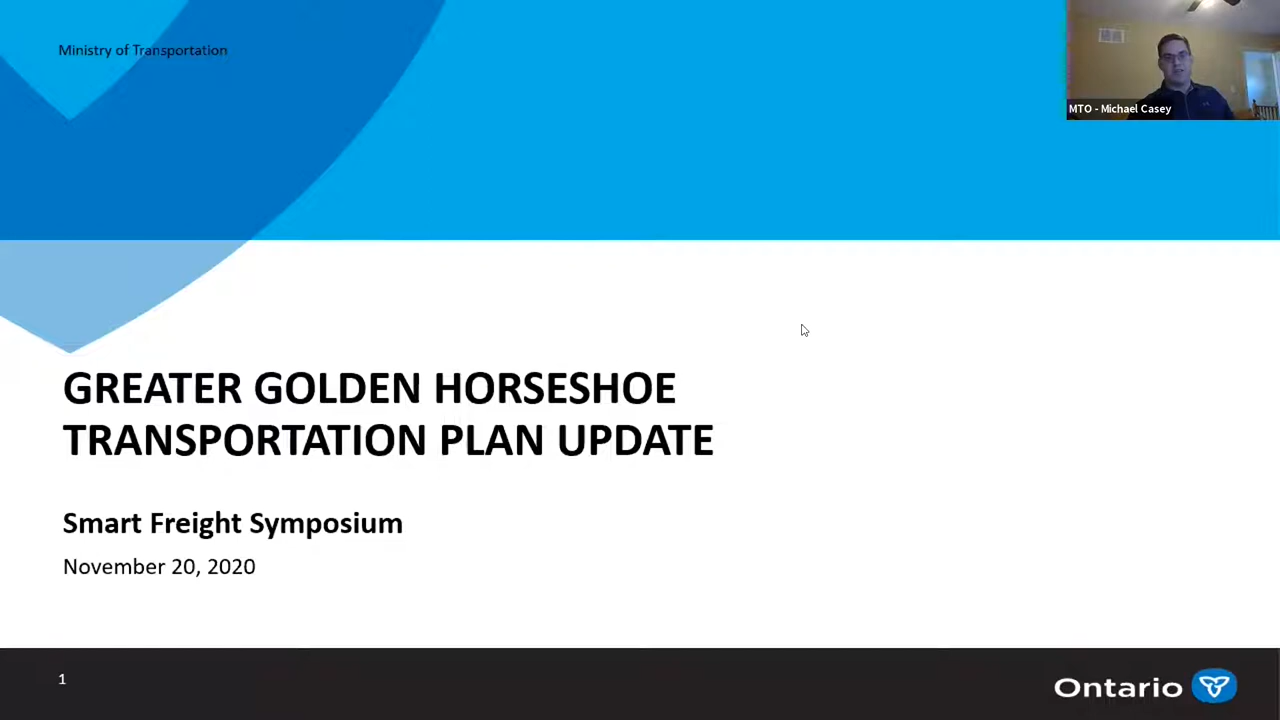 Ministry of Transportation
MTO - Michael Casey
GREATER GOLDEN HORSESHOE
TRANSPORTATION PLAN UPDATE
Smart Freight Symposium
November 20, 2020
1
Ontario